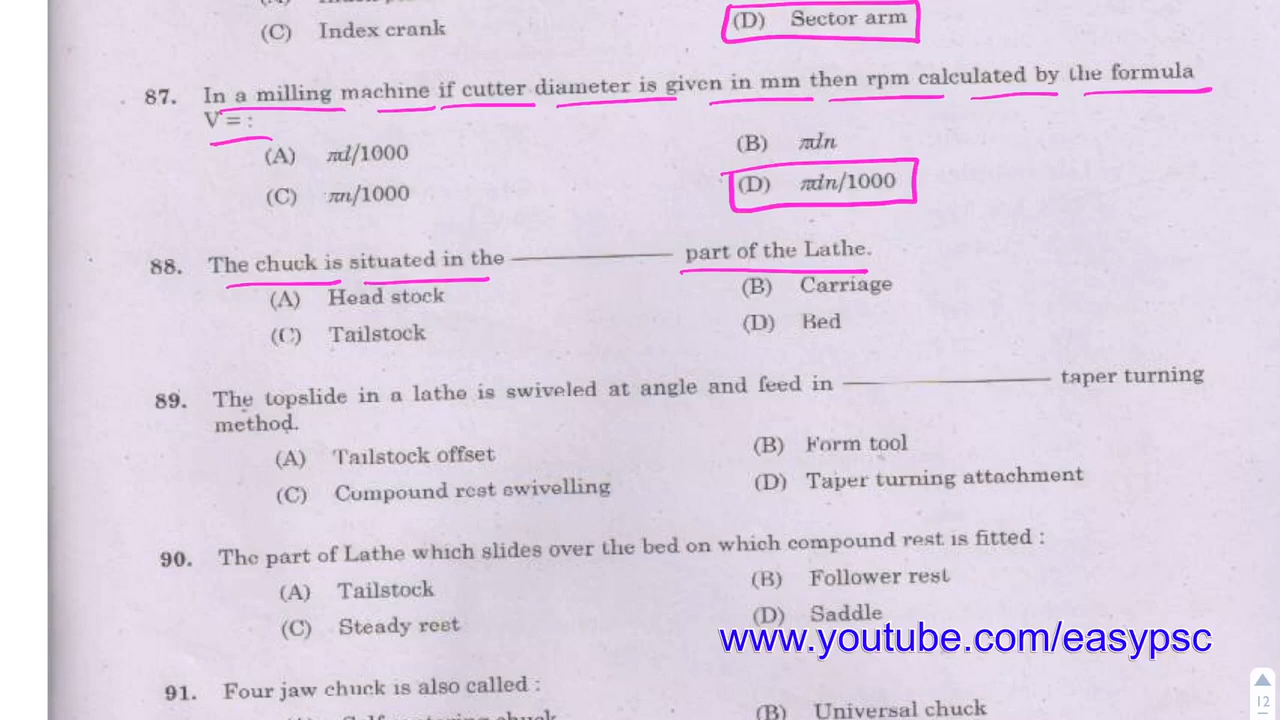 (C) Index crank
(D) Sector arm
87. In a milling machine if cutter diameter is given in mm then rpm calculated by the formula
V = :
(A) πd/1000
(B) πdn
(C) πn/1000
(D) πdn/1000
88. The chuck is situated in the ———— part of the Lathe.
(A) Head stock
(B) Carriage
(C) Tailstock
(D) Bed
89. The topslide in a lathe is swiveled at angle and feed in ———— taper turning
method.
(A) Tailstock offset
(B) Form tool
(C) Compound rest swivelling
(D) Taper turning attachment
90. The part of Lathe which slides over the bed on which compound rest is fitted :
(A) Tailstock
(B) Follower rest
(C) Steady rest
(D) Saddle
www.youtube.com/easypsc
91. Four jaw chuck is also called :
(B) Universal chuck
12